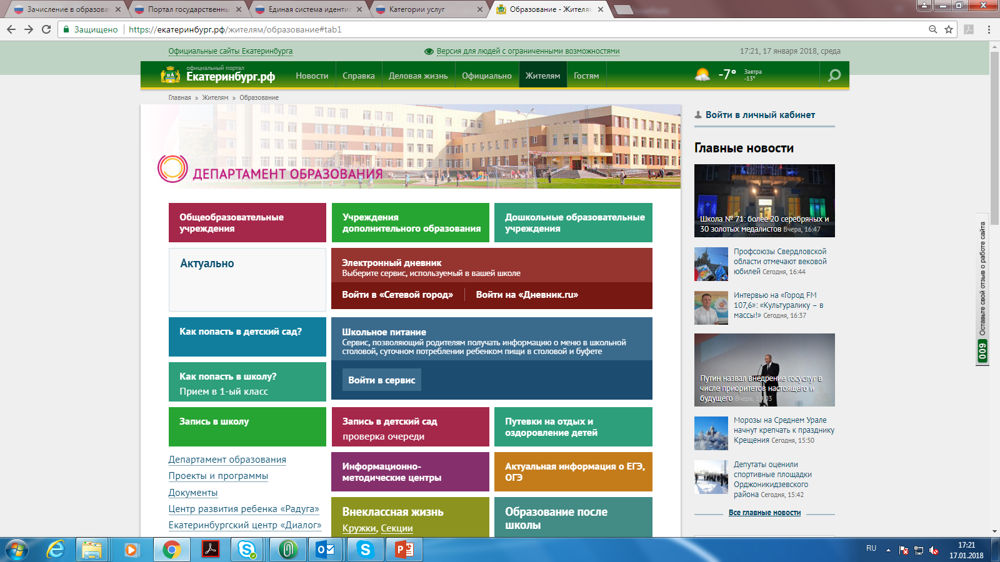 Зачисление в образоват
Портал государственны
Единая система иденти
Категории услуг
Образование - Жителям
Защищено
https://екатеринбург.рф/жителям/образование#tab1
Официальные сайты Екатеринбурга
Версия для людей с ограниченными возможностями
17:21, 17 января 2018, среда
официальный портал
Екатеринбург.рф
Новости
Справка
Деловая жизнь
Официально
Жителям
Гостям
-7°
Завтра
-13°
Главная » Жителям » Образование
ДЕПАРТАМЕНТ ОБРАЗОВАНИЯ
Общеобразовательные
учреждения
Учреждения
дополнительного образования
Дошкольные образовательные
учреждения
Актуально
Электронный дневник
Выберите сервис, используемый в вашей школе
Войти в «Сетевой город»
Войти на «Дневник.ru»
Как попасть в детский сад?
Школьное питание
Сервис, позволяющий родителям получать информацию о меню в школьной
столовой, суточном потреблении ребенком пищи в столовой и буфете
Войти в сервис
Как попасть в школу?
Прием в 1-ый класс
Запись в школу
Запись в детский сад
проверка очереди
Путевки на отдых и
оздоровление детей
Департамент образования
Проекты и программы
Документы
Центр развития ребенка «Радуга»
Екатеринбургский центр «Диалог»
Информационно-
методические центры
Актуальная информация о ЕГЭ,
ОГЭ
Внеклассная жизнь
Кружки, Секции
Образование после
школы
Войти в личный кабинет
Главные новости
Школа № 71: более 20 серебряных и
30 золотых медалистов Вчера, 16:47
Профсоюзы Свердловской
области отмечают вековой
юбилей Сегодня, 16:44
Интервью на «Город FM
107,6»: «Культуралику – в
массы!» Сегодня, 16:37
Путин назвал внедрение госуслуг в
числе приоритетов настоящего и
будущего Вчера, 19:03
Морозы на Среднем Урале
начнут крепчать к празднику
Крещения Сегодня, 15:50
Депутаты оценили
спортивные площадки
Орджоникидзевского
района Сегодня, 15:42
Все главные новости
Оставьте свой отзыв о работе сайта
009
RU
17:21
17.01.2018